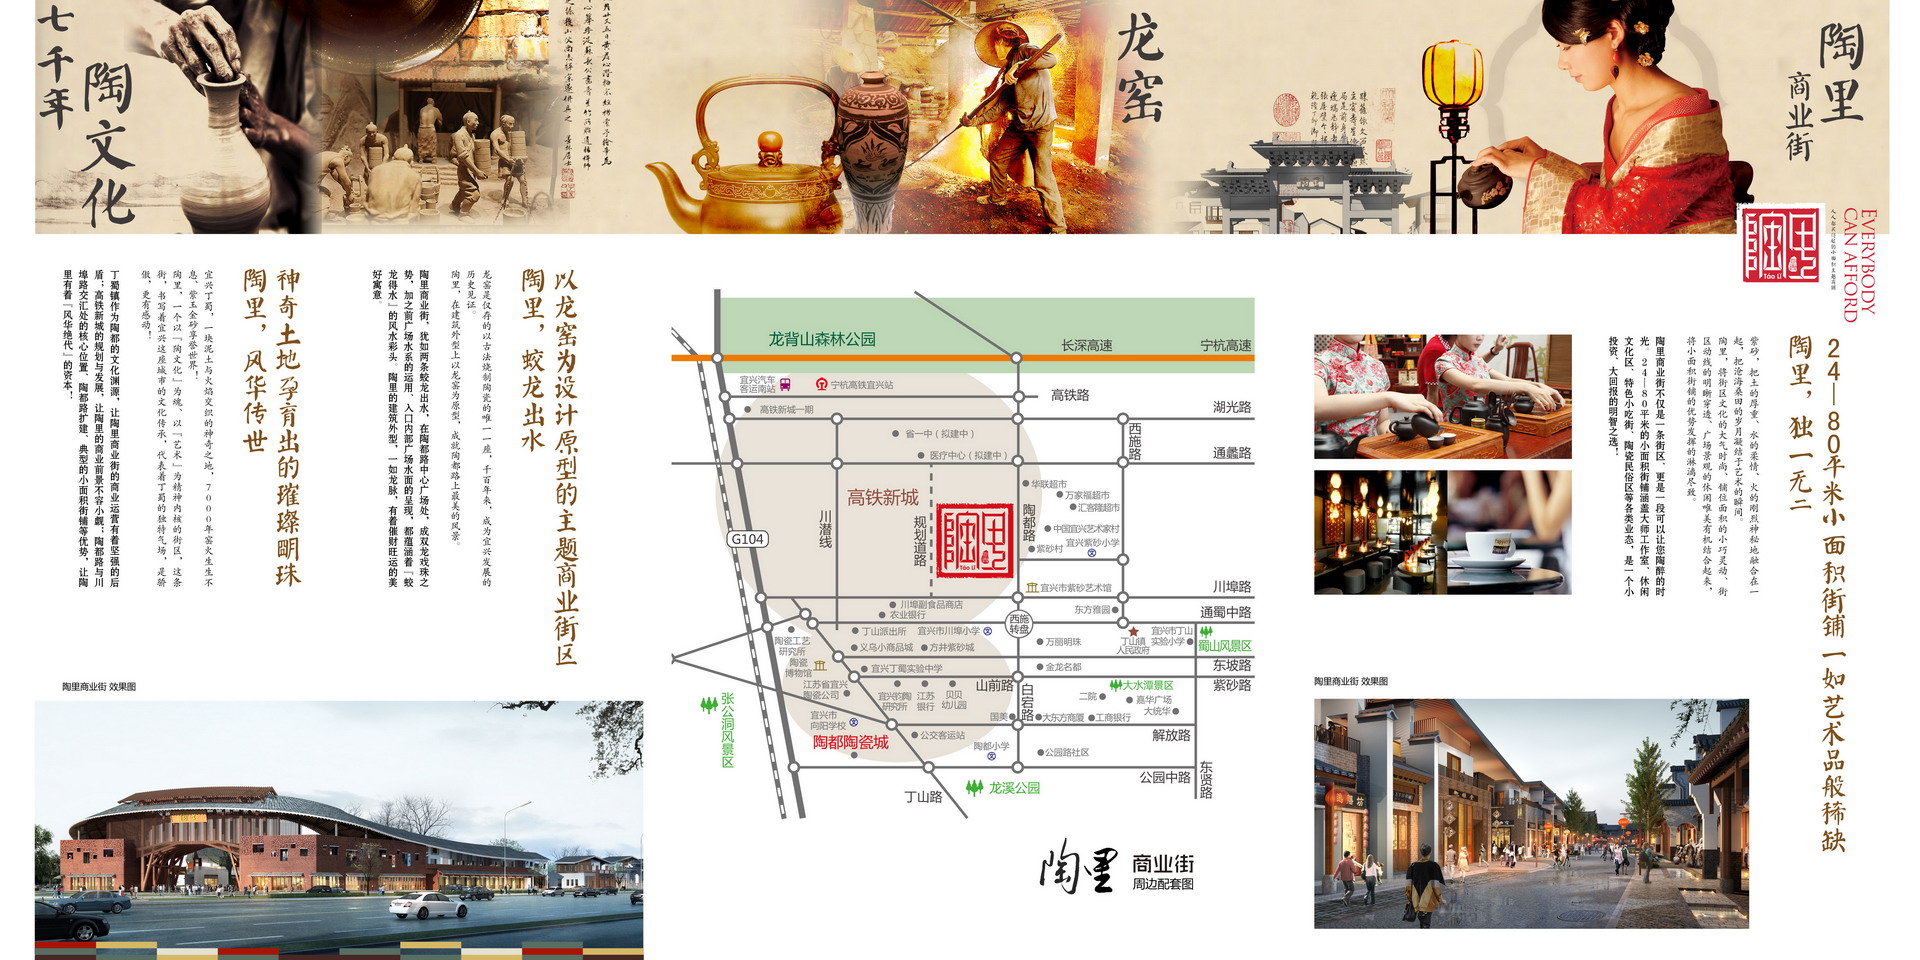 七千年
陶文化
龙窑
陶里
商业街
EVERYBODY
CAN AFFORD
Táo Lǐ
神奇土地孕育出的璀璨明珠
陶里，风华传世
宜兴丁蜀，一块泥土与火焰交织的神奇之地，7000年窑火生生不
息，紫玉金砂享誉世界！
陶里，一个以『陶文化』为魂、以『艺术』为精神内核的街区，这条
街，书写着宜兴这座城市的文化传承，代表着丁蜀的独特气场，是骄
傲，更有感动！
丁蜀镇作为陶都的文化渊源，让陶里商业街的商业运营有着坚强的后
盾；高铁新城的规划与发展，让陶里的商业前景不容小觑；陶都路与川
埠路交汇处的核心位置，陶都路扩建，典型的小面积街铺等优势，让陶
里有着『风华绝代』的资本。
以龙窑为设计原型的主题商业街区
陶里，蛟龙出水
龙窑是仅存的以古法烧制陶瓷的唯一一座，千百年来，成为宜兴发展的
历史见证。
陶里，在建筑外型上以龙窑为原型，成就陶都路上最美的风景。
陶里商业街，犹如两条蛟龙出水，在陶都路中心广场处，成双龙戏珠之
势，加之前广场水系的运用、入口内部广场水面的呈现，都蕴涵着『蛟
龙得水』的风水彩头。陶里的建筑外型，一如龙脉，有着催财旺运的美
好寓意。
陶里商业街 效果图
龙背山森林公园
长深高速
宁杭高速
宜兴汽车
客运南站
宁杭高铁宜兴站
高铁路
高铁新城一期
湖光路
省一中（拟建中）
西施路
医疗中心（拟建中）
通蠡路
华联超市
万家福超市
汇客隆超市
高铁新城
川潜线
规划道路
陶都路
中国宜兴艺术家村
宜兴紫砂小学
紫砂村
G104
Táo Lǐ
宜兴市紫砂艺术馆
川埠路
川埠副食品商店
农业银行
东方雅园
通蜀中路
西施
转盘
丁山派出所
宜兴市川埠小学
陶瓷工艺
研究所
义乌小商品城
方井紫砂城
万丽明珠
丁山镇
人民政府
宜兴市丁山
实验小学
蜀山风景区
陶瓷
博物馆
宜兴丁蜀实验中学
金龙名都
东坡路
江苏省宜兴
陶瓷公司
宜兴钧陶
研究所
江苏
银行
贝贝
幼儿园
山前路
白宕路
大水潭景区
紫砂路
二院
嘉华广场
大统华
宜兴市
向阳学校
国美
大东方商厦
工商银行
张公洞风景区
陶都陶瓷城
公交客运站
陶都小学
公园路社区
解放路
公园中路
东贤路
龙溪公园
丁山路
陶里
商业街
周边配套图
24—80平米小面积街铺一如艺术品般稀缺
陶里，独一无二
紫砂，把土的厚重、水的柔情、火的刚烈神秘地融合在一
起，把沧海桑田的岁月凝结于艺术的瞬间。
陶里，将街区文化的大气时尚、铺位面积的小巧灵动、街
区动线的明晰穿透、广场景观的休闲唯美有机结合起来，
将小面积街铺的优势发挥的淋漓尽致。
陶里商业街不仅是一条街区，更是一段可以让您陶醉的时
光。24—80平米的小面积街铺涵盖大师工作室、休闲
文化区、特色小吃街、陶瓷民俗区等各类业态，是一个小
投资、大回报的明智之选！
陶里商业街 效果图